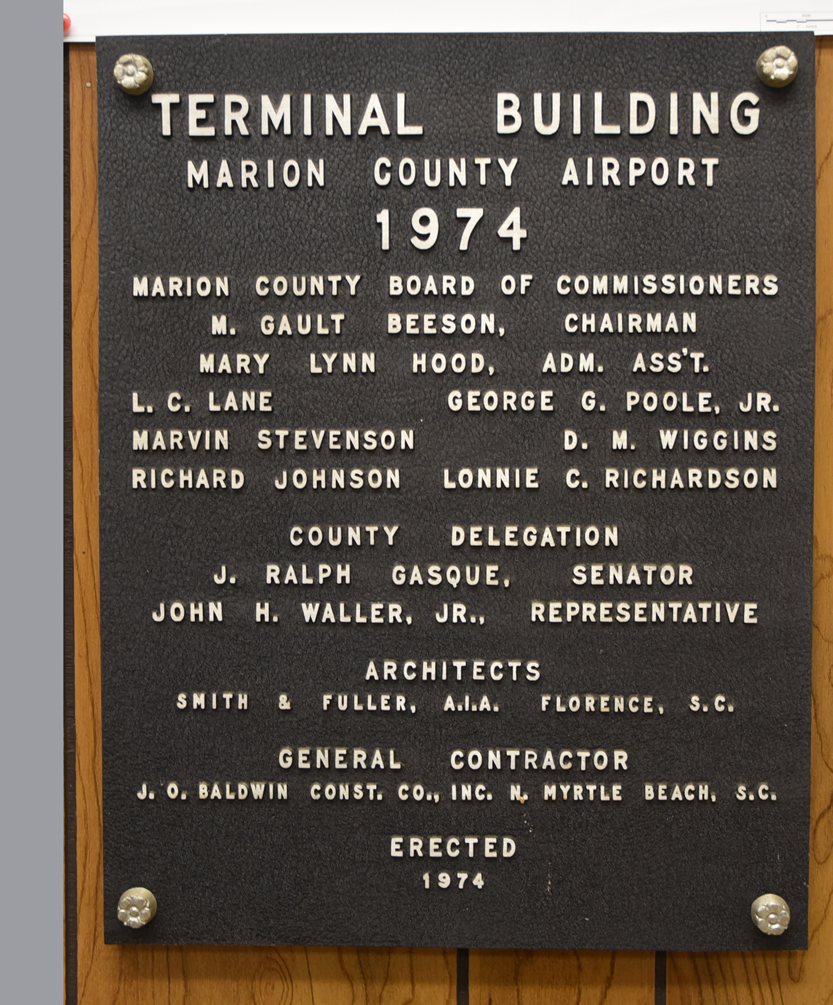 TERMINAL BUILDING
MARION COUNTY AIRPORT
1974
MARION COUNTY BOARD OF COMMISSIONERS
M. GAULT BEESON, CHAIRMAN
MARY LYNN HOOD, ADM. ASS'T.
L. C. LANE GEORGE G. POOLE, JR.
MARVIN STEVENSON D. M. WIGGINS
RICHARD JOHNSON LONNIE C. RICHARDSON
COUNTY DELEGATION
J. RALPH GASQUE, SENATOR
JOHN H. WALLER, JR., REPRESENTATIVE
ARCHITECTS
SMITH & FULLER, A.I.A. FLORENCE, S.C.
GENERAL CONTRACTOR
J. O. BALDWIN CONST. CO., INC. N. MYRTLE BEACH, S.C.
ERECTED
1974